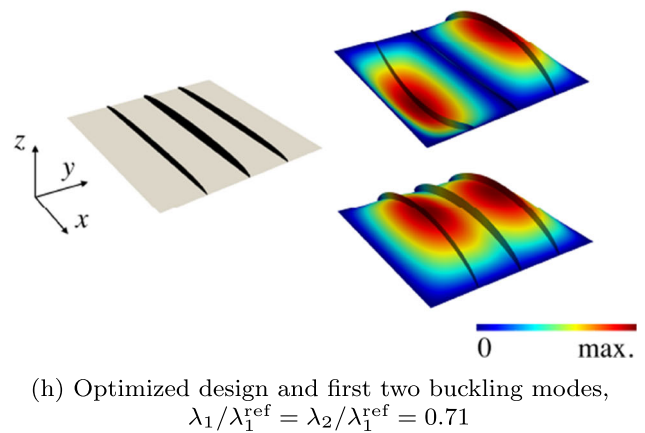 z
y
x
0 max.
(h) Optimized design and first two buckling modes,
λ₁/λ₁ʳᵉᶠ = λ₂/λ₁ʳᵉᶠ = 0.71